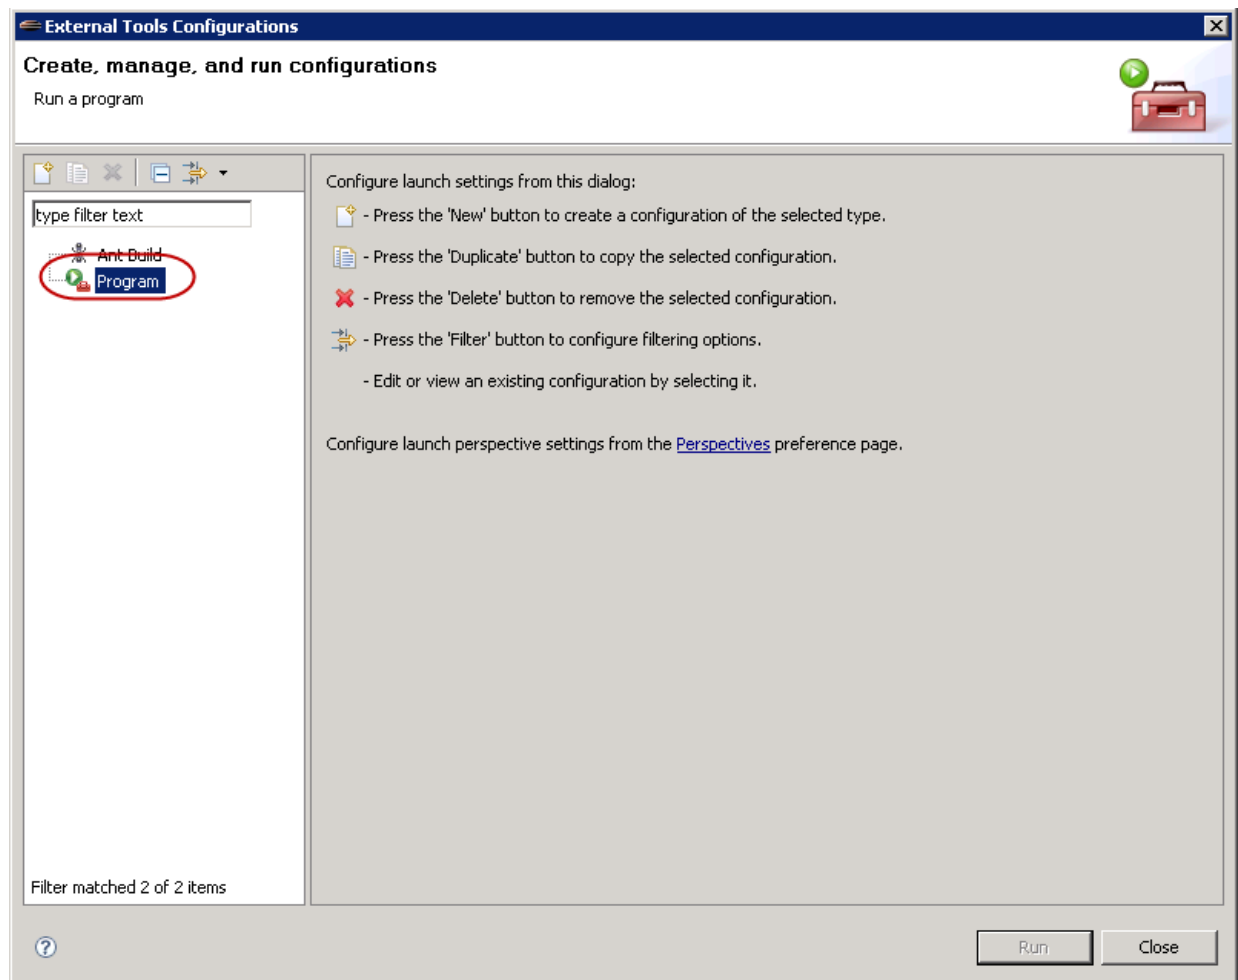 External Tools Configurations
Create, manage, and run configurations
Run a program
type filter text
Ant Build
Program
Filter matched 2 of 2 items
Configure launch settings from this dialog:
- Press the 'New' button to create a configuration of the selected type.
- Press the 'Duplicate' button to copy the selected configuration.
- Press the 'Delete' button to remove the selected configuration.
- Press the 'Filter' button to configure filtering options.
- Edit or view an existing configuration by selecting it.
Configure launch perspective settings from the Perspectives preference page.
Run
Close